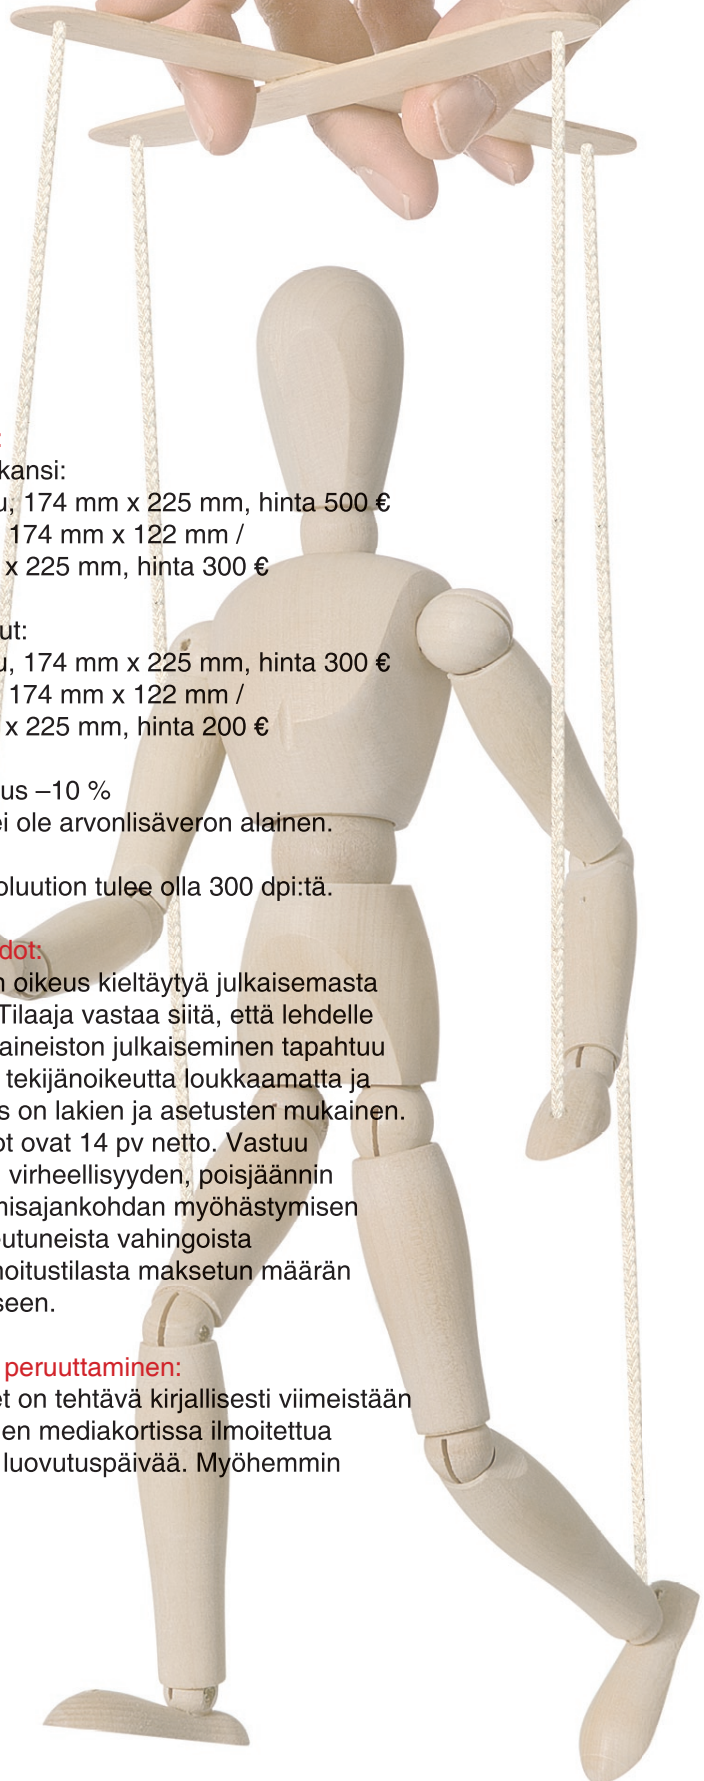 :
kansi:
u, 174 mm x 225 mm, hinta 500 €
174 mm x 122 mm /
x 225 mm, hinta 300 €
ut:
u, 174 mm x 225 mm, hinta 300 €
174 mm x 122 mm /
x 225 mm, hinta 200 €
us –10 %
ei ole arvonlisäveron alainen.
oluution tulee olla 300 dpi:tä.
dot:
n oikeus kieltäytyä julkaisemasta
Tilaaja vastaa siitä, että lehdelle
aineiston julkaiseminen tapahtuu
tekijänoikeutta loukkaamatta ja
s on lakien ja asetusten mukainen.
ot ovat 14 pv netto. Vastuu
virheellisyyden, poisjäännin
misajankohdan myöhästymisen
eutuneista vahingoista
noitustilasta maksetun määrän
seen.
peruuttaminen:
et on tehtävä kirjallisesti viimeistään
en mediakortissa ilmoitettua
luovutuspäivää. Myöhemmin